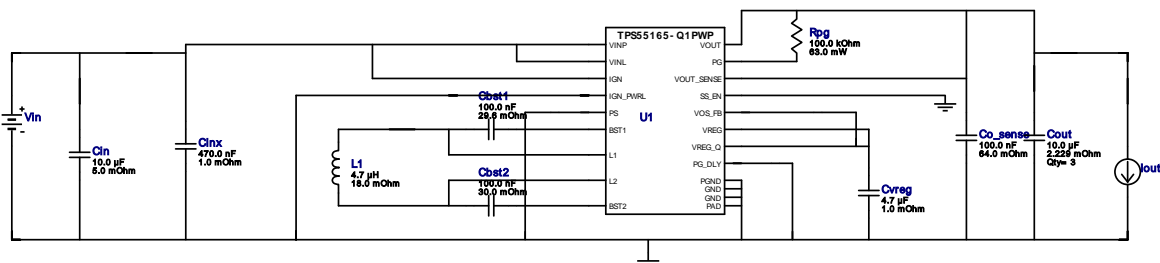 TPS55165-Q1PWP
VINP
VINL
IGN
IGN_PWRL
PS
BST1
L1
L2
BST2
U1
VOUT
PG
VOUT_SENSE
SS_EN
VOS_FB
VREG
VREG_Q
PG_DLY
PGND
GND
GND
PAD
+
Vin
-
Cin
10.0 µF
5.0 mOhm
Cinx
470.0 nF
1.0 mOhm
L1
4.7 µH
18.0 mOhm
Cbst1
100.0 nF
29.6 mOhm
Cbst2
100.0 nF
30.0 mOhm
Rpg
100.0 kOhm
63.0 mW
Cvreg
4.7 µF
1.0 mOhm
Co_sense
100.0 nF
64.0 mOhm
Cout
10.0 µF
2.229 mOhm
Qty= 3
Iout